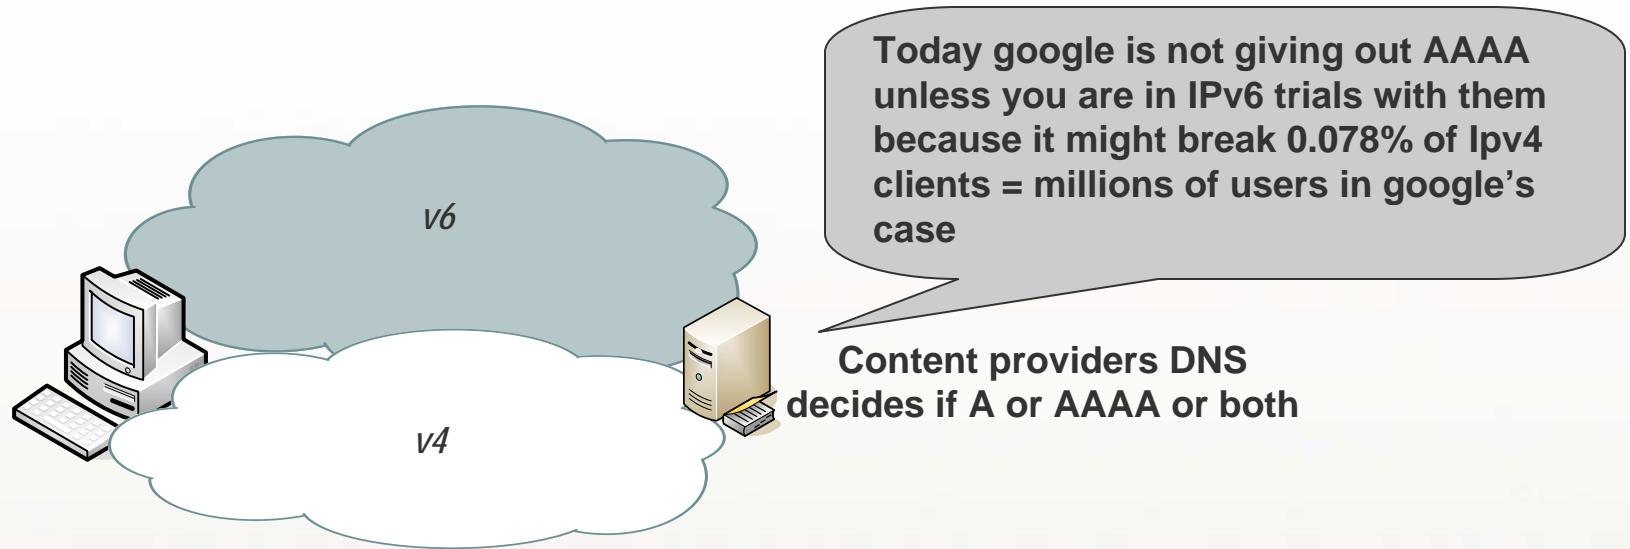 Today google is not giving out AAAA
unless you are in IPv6 trials with them
because it might break 0.078% of Ipv4
clients = millions of users in google’s
case
v6
Content providers DNS
decides if A or AAAA or both
v4